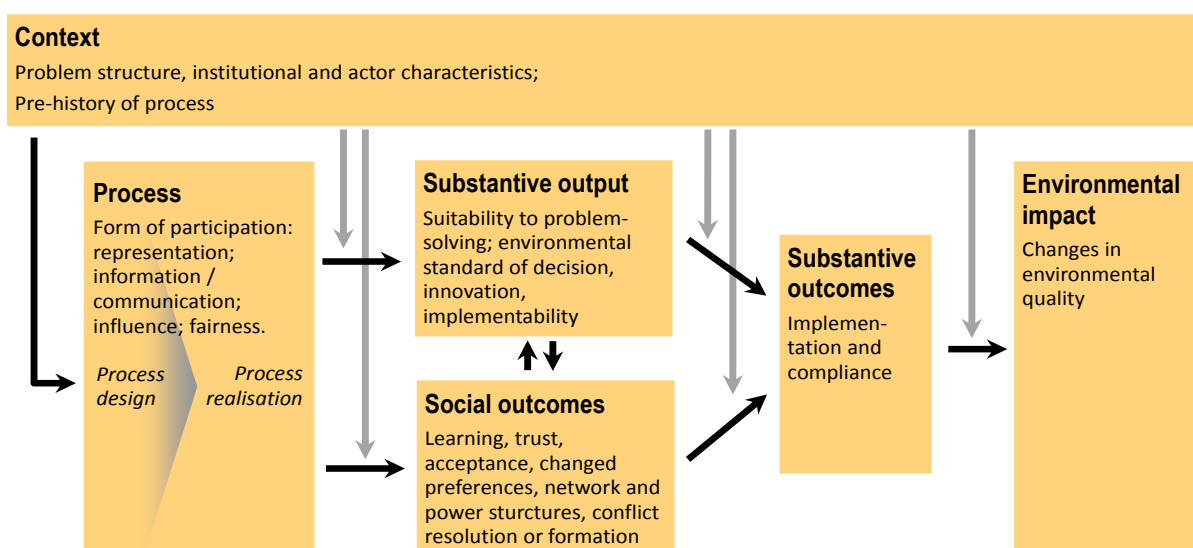 Context
Problem structure, institutional and actor characteristics;
Pre-history of process
Process
Form of participation:
representation;
information /
communication;
influence; fairness.
Process
design
Process
realisation
Substantive output
Suitability to problem-
solving; environmental
standard of decision,
innovation,
implementability
Social outcomes
Learning, trust,
acceptance, changed
preferences, network and
power sturctures, conflict
resolution or formation
Substantive
outcomes
Implemen-
tation and
compliance
Environmental
impact
Changes in
environmental
quality